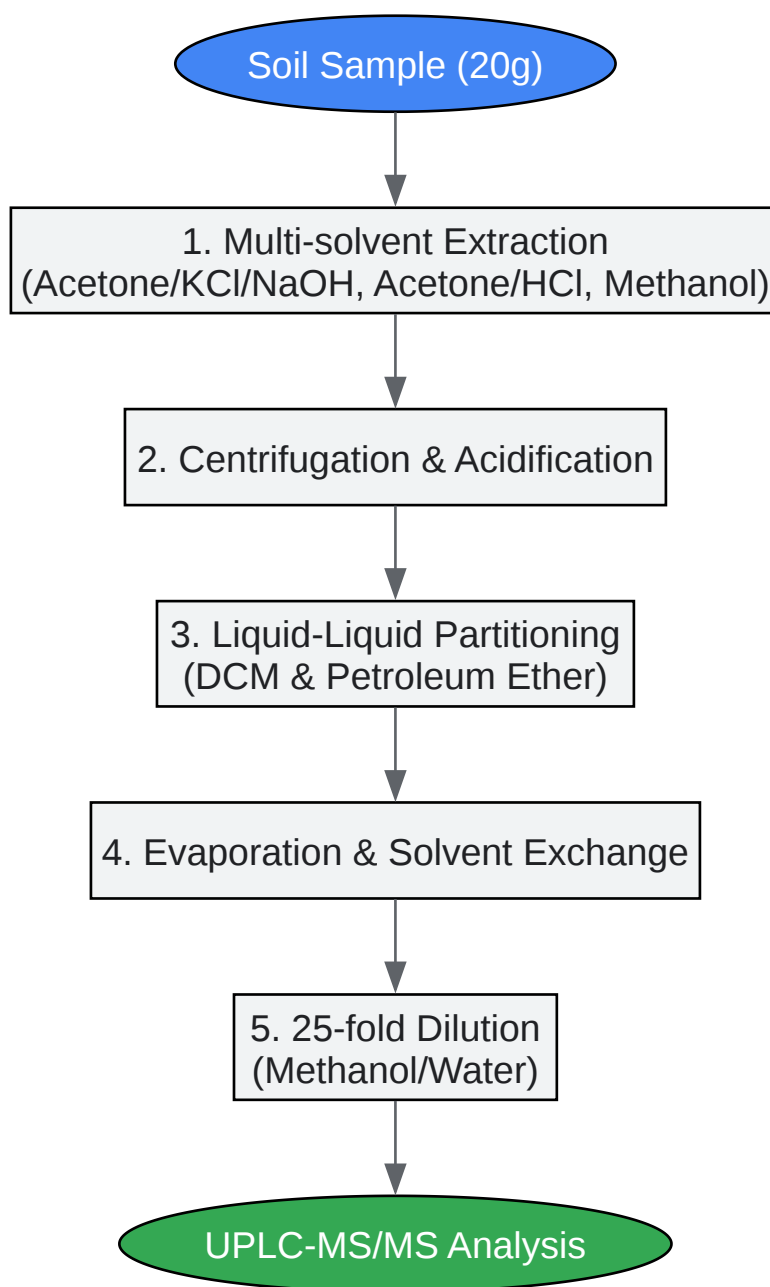 Soil Sample (20g)
1. Multi-solvent Extraction
(Acetone/KCl/NaOH, Acetone/HCl, Methanol)
2. Centrifugation & Acidification
3. Liquid-Liquid Partitioning
(DCM & Petroleum Ether)
4. Evaporation & Solvent Exchange
5. 25-fold Dilution
(Methanol/Water)
UPLC-MS/MS Analysis